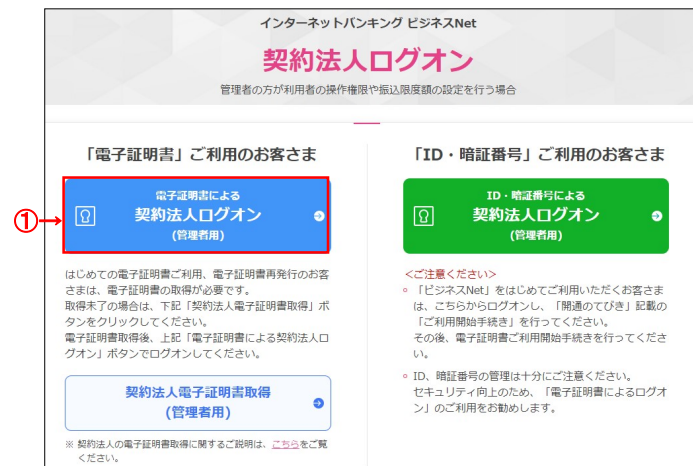 インターネットバンキング ビジネスNet
契約法人ログオン
管理者の方が利用者の操作権限や振込限度額の設定を行う場合
「電子証明書」ご利用のお客さま
①
電子証明書による
契約法人ログオン
(管理者用)
はじめての電子証明書ご利用、電子証明書再発行のお客
さまは、電子証明書の取得が必要です。
取得未了の場合は、下記「契約法人電子証明書取得」ボ
タンをクリックしてください。
電子証明書取得後、上記「電子証明書による契約法人ロ
グオン」ボタンでログオンしてください。
契約法人電子証明書取得
(管理者用)
※ 契約法人の電子証明書取得に関するご説明は、こちらをご覧
ください。
「ID・暗証番号」ご利用のお客さま
ID・暗証番号による
契約法人ログオン
(管理者用)
<ご注意ください>
「ビジネスNet」をはじめてご利用いただくお客さま
は、こちらからログオンし、「開通のてびき」記載の
「ご利用開始手続き」を行ってください。
その後、電子証明書ご利用開始手続きを行ってくださ
い。
ID、暗証番号の管理は十分にご注意ください。
セキュリティ向上のため、「電子証明書によるログオ
ン」のご利用をお勧めします。